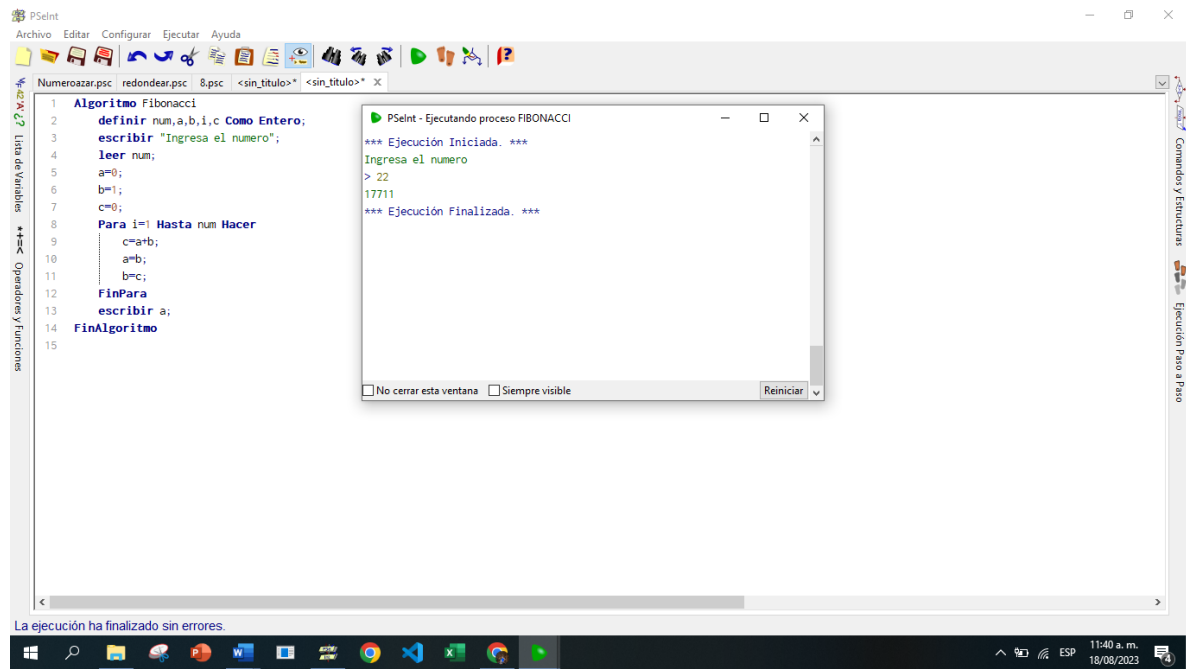 PSeInt
Archivo Editar Configurar Ejecutar Ayuda
Numeroazar.psc redondear.psc 8.psc <sin_titulo>* <sin_titulo>* X
1 Algoritmo Fibonacci
2 definir num,a,b,i,c Como Entero;
3 escribir "Ingresa el numero";
4 leer num;
5 a=0;
6 b=1;
7 c=0;
8 Para i=1 Hasta num Hacer
9 c=a+b;
10 a=b;
11 b=c;
12 FinPara
13 escribir a;
14 FinAlgoritmo
15
PSeInt - Ejecutando proceso FIBONACCI
*** Ejecución Iniciada. ***
Ingresa el numero
> 22
17711
*** Ejecución Finalizada. ***
No cerrar esta ventana Siempre visible Reiniciar
Lista de Variables
*+=< Operadores y Funciones
Comandos y Estructuras
Ejecución Paso a Paso
La ejecución ha finalizado sin errores.
ESP
11:40 a. m.
18/08/2023
4